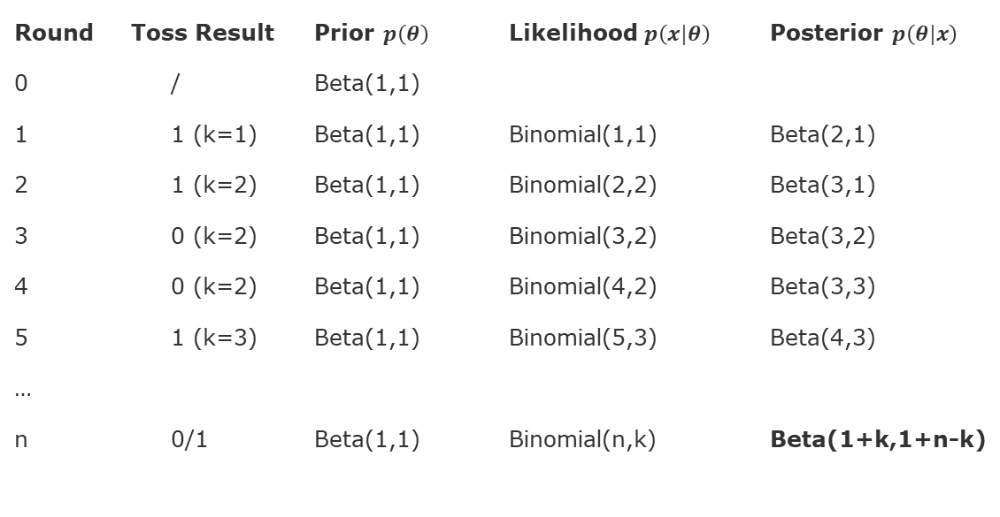 Round Toss Result Prior p(θ) Likelihood p(x|θ) Posterior p(θ|x)
0 / Beta(1,1)
1 1 (k=1) Beta(1,1) Binomial(1,1) Beta(2,1)
2 1 (k=2) Beta(1,1) Binomial(2,2) Beta(3,1)
3 0 (k=2) Beta(1,1) Binomial(3,2) Beta(3,2)
4 0 (k=2) Beta(1,1) Binomial(4,2) Beta(3,3)
5 1 (k=3) Beta(1,1) Binomial(5,3) Beta(4,3)
...
n 0/1 Beta(1,1) Binomial(n,k) Beta(1+k,1+n-k)